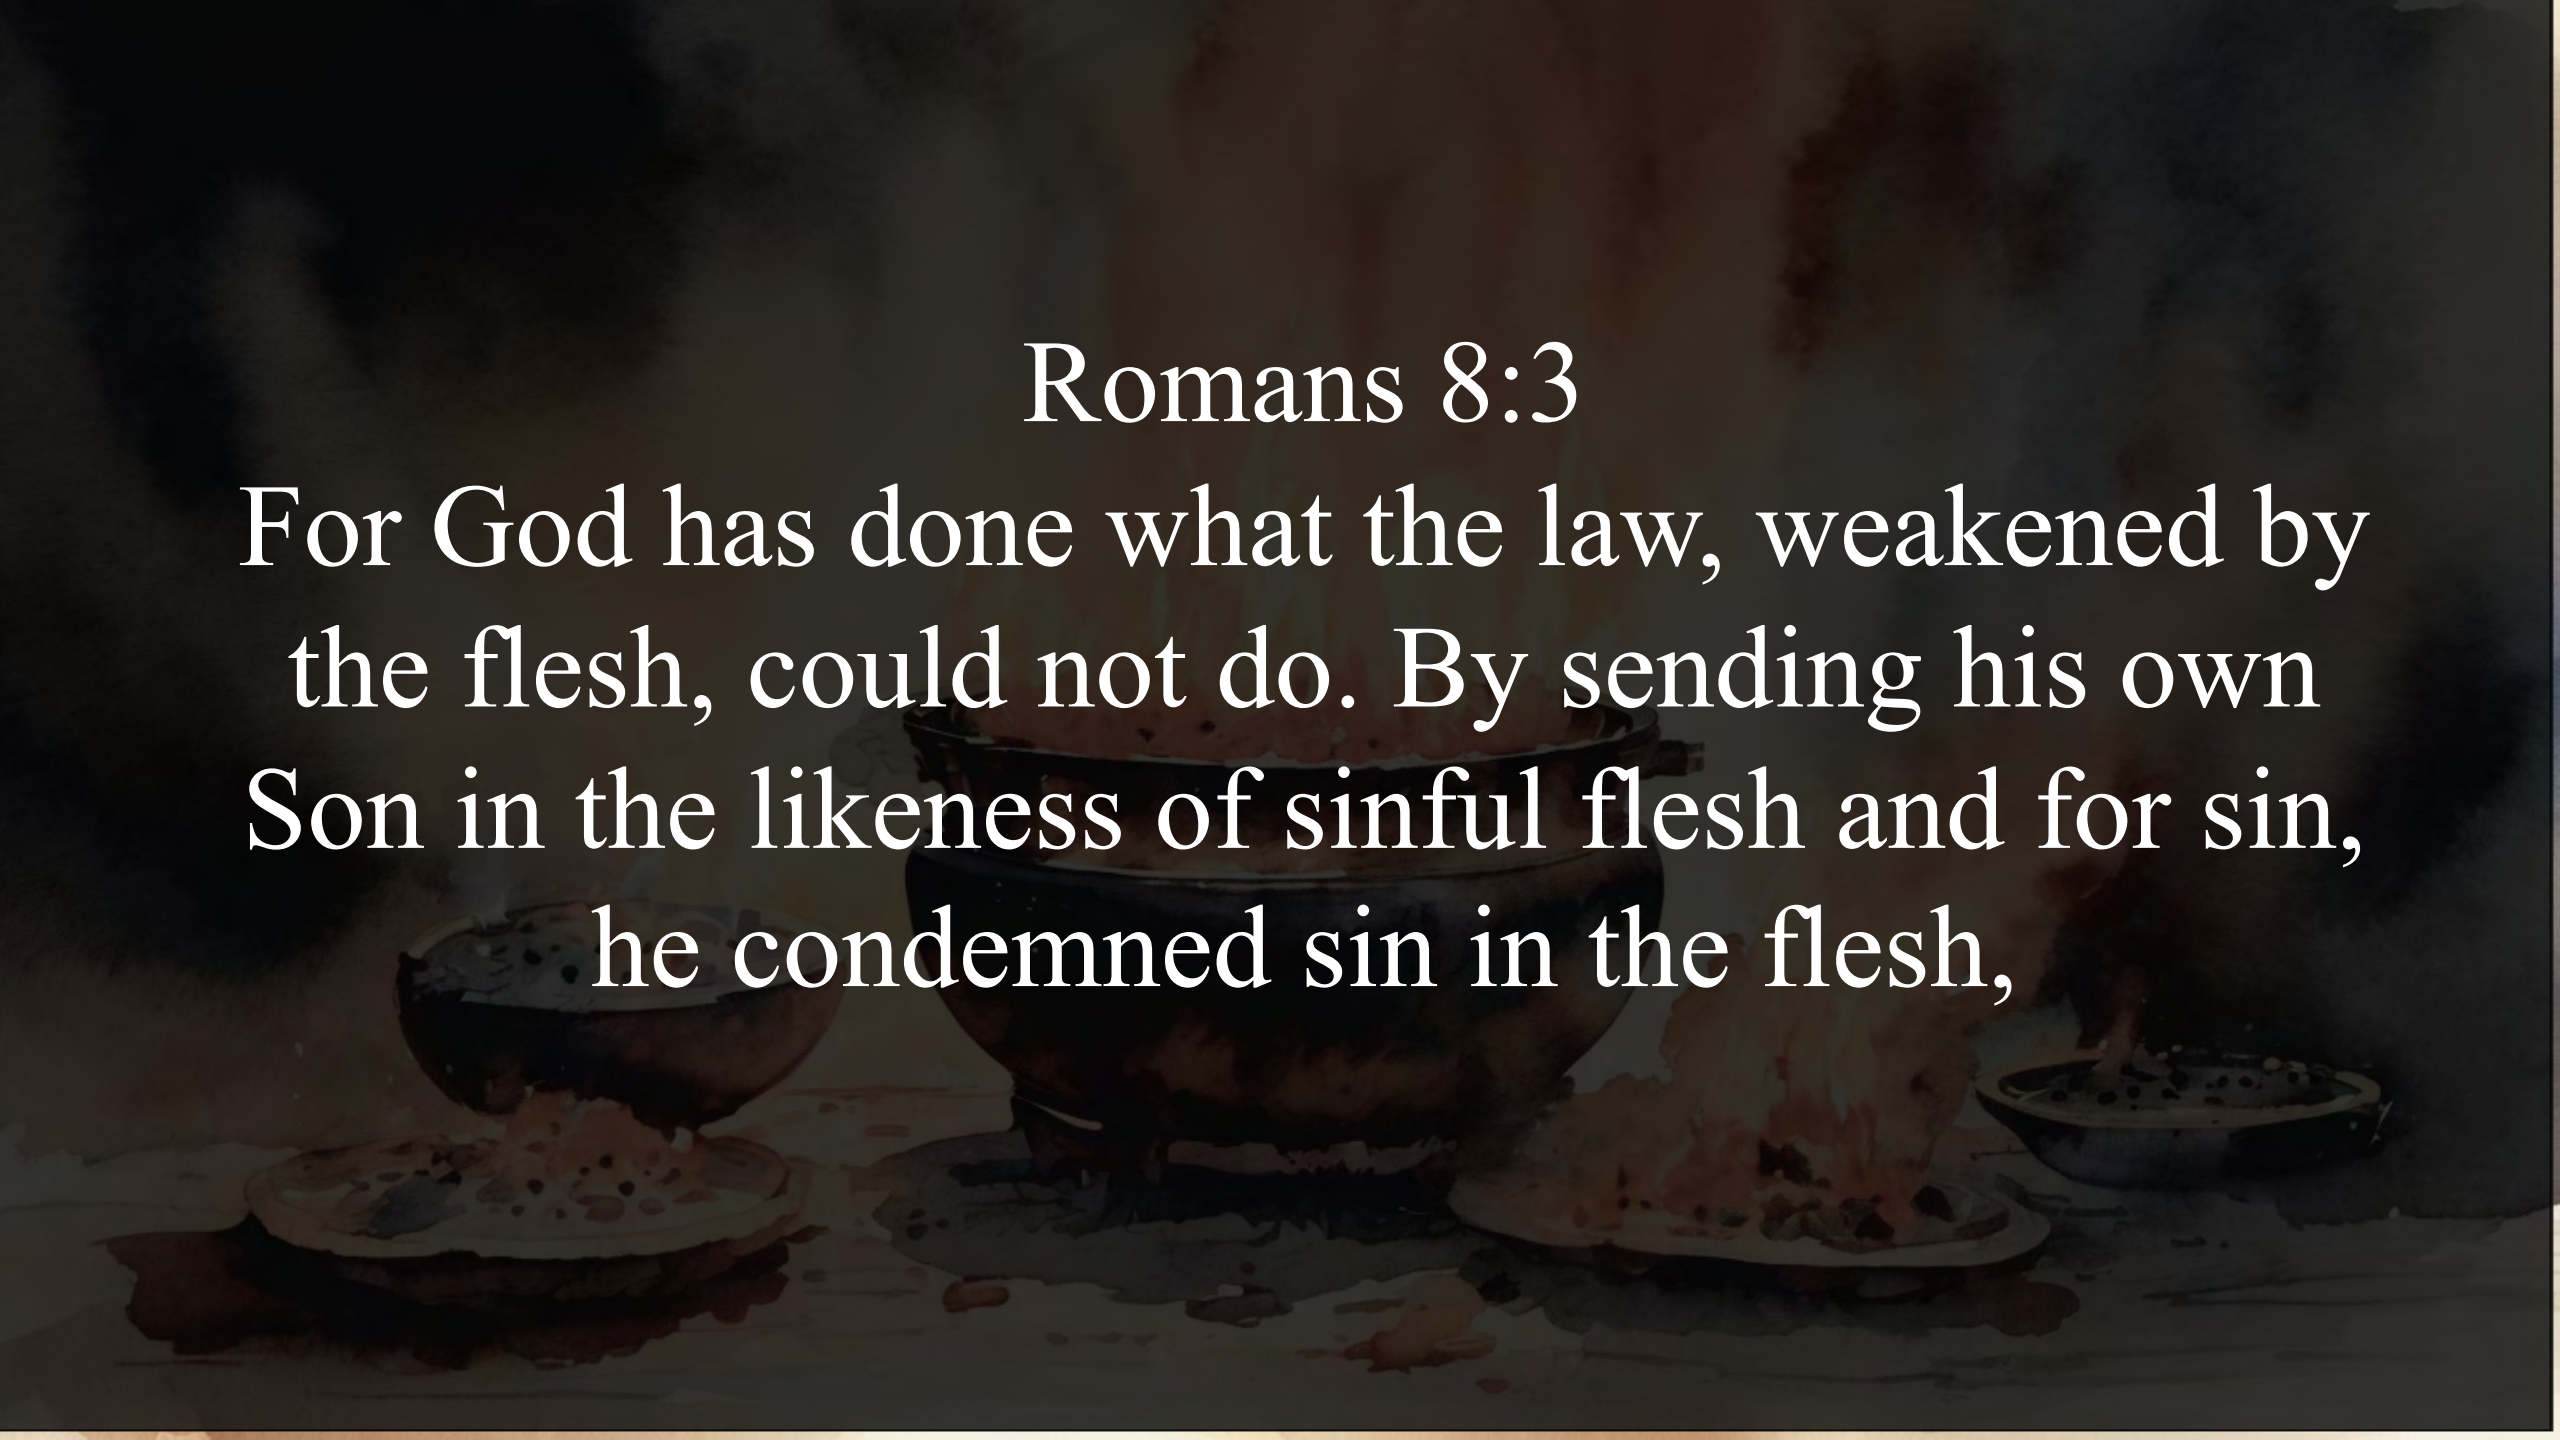 Romans 8:3
For God has done what the law, weakened by
the flesh, could not do. By sending his own
Son in the likeness of sinful flesh and for sin,
he condemned sin in the flesh,